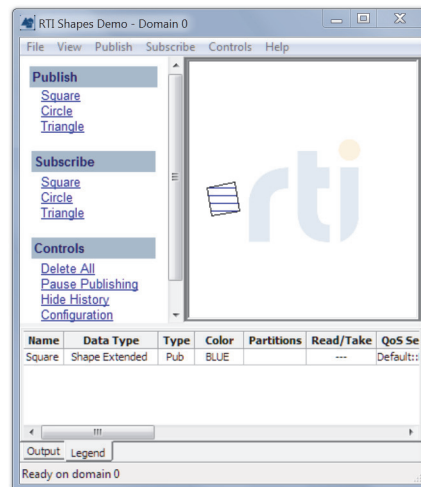 RTI Shapes Demo - Domain 0
File View Publish Subscribe Controls Help
Publish
Square
Circle
Triangle
Subscribe
Square
Circle
Triangle
Controls
Delete All
Pause Publishing
Hide History
Configuration
rti
Name Data Type Type Color Partitions Read/Take QoS Se
Square Shape Extended Pub BLUE --- Default::
Output Legend
Ready on domain 0